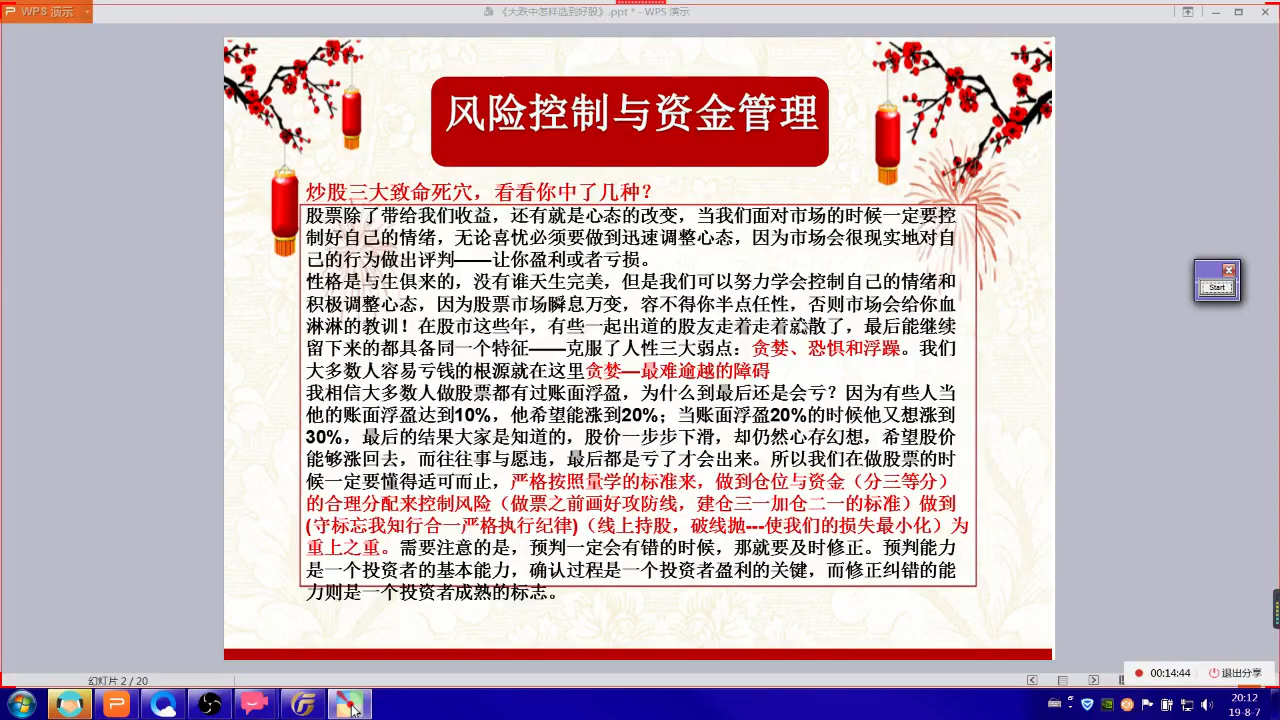 WPS 演示
《大跌中怎样选到好股》.ppt * - WPS 演示
风险控制与资金管理
炒股三大致命死穴，看看你中了几种？
股票除了带给我们收益，还有就是心态的改变，当我们面对市场的时候一定要控
制好自己的情绪，无论喜忧必须要做到迅速调整心态，因为市场会很现实地对自
己的行为做出评判——让你盈利或者亏损。
性格是与生俱来的，没有谁天生完美，但是我们可以努力学会控制自己的情绪和
积极调整心态，因为股票市场瞬息万变，容不得你半点任性，否则市场会给你血
淋淋的教训！在股市这些年，有些一起出道的股友走着走着就散了，最后能继续
留下来的都具备同一个特征——克服了人性三大弱点：贪婪、恐惧和浮躁。我们
大多数人容易亏钱的根源就在这里贪婪—最难逾越的障碍
我相信大多数人做股票都有过账面浮盈，为什么到最后还是会亏？因为有些人当
他的账面浮盈达到10%，他希望能涨到20%；当账面浮盈20%的时候他又想涨到
30%，最后的结果大家是知道的，股价一步步下滑，却仍然心存幻想，希望股价
能够涨回去，而往往事与愿违，最后都是亏了才会出来。所以我们在做股票的时
候一定要懂得适可而止，严格按照量学的标准来，做到仓位与资金（分三等分）
的合理分配来控制风险（做票之前画好攻防线，建仓三一加仓二一的标准）做到
(守标忘我知行合一严格执行纪律)（线上持股，破线抛---使我们的损失最小化）为
重上之重。需要注意的是，预判一定会有错的时候，那就要及时修正。预判能力
是一个投资者的基本能力，确认过程是一个投资者盈利的关键，而修正纠错的能
力则是一个投资者成熟的标志。
Start
幻灯片 2 / 20
00:14:44
退出分享
20:12
19-8-7